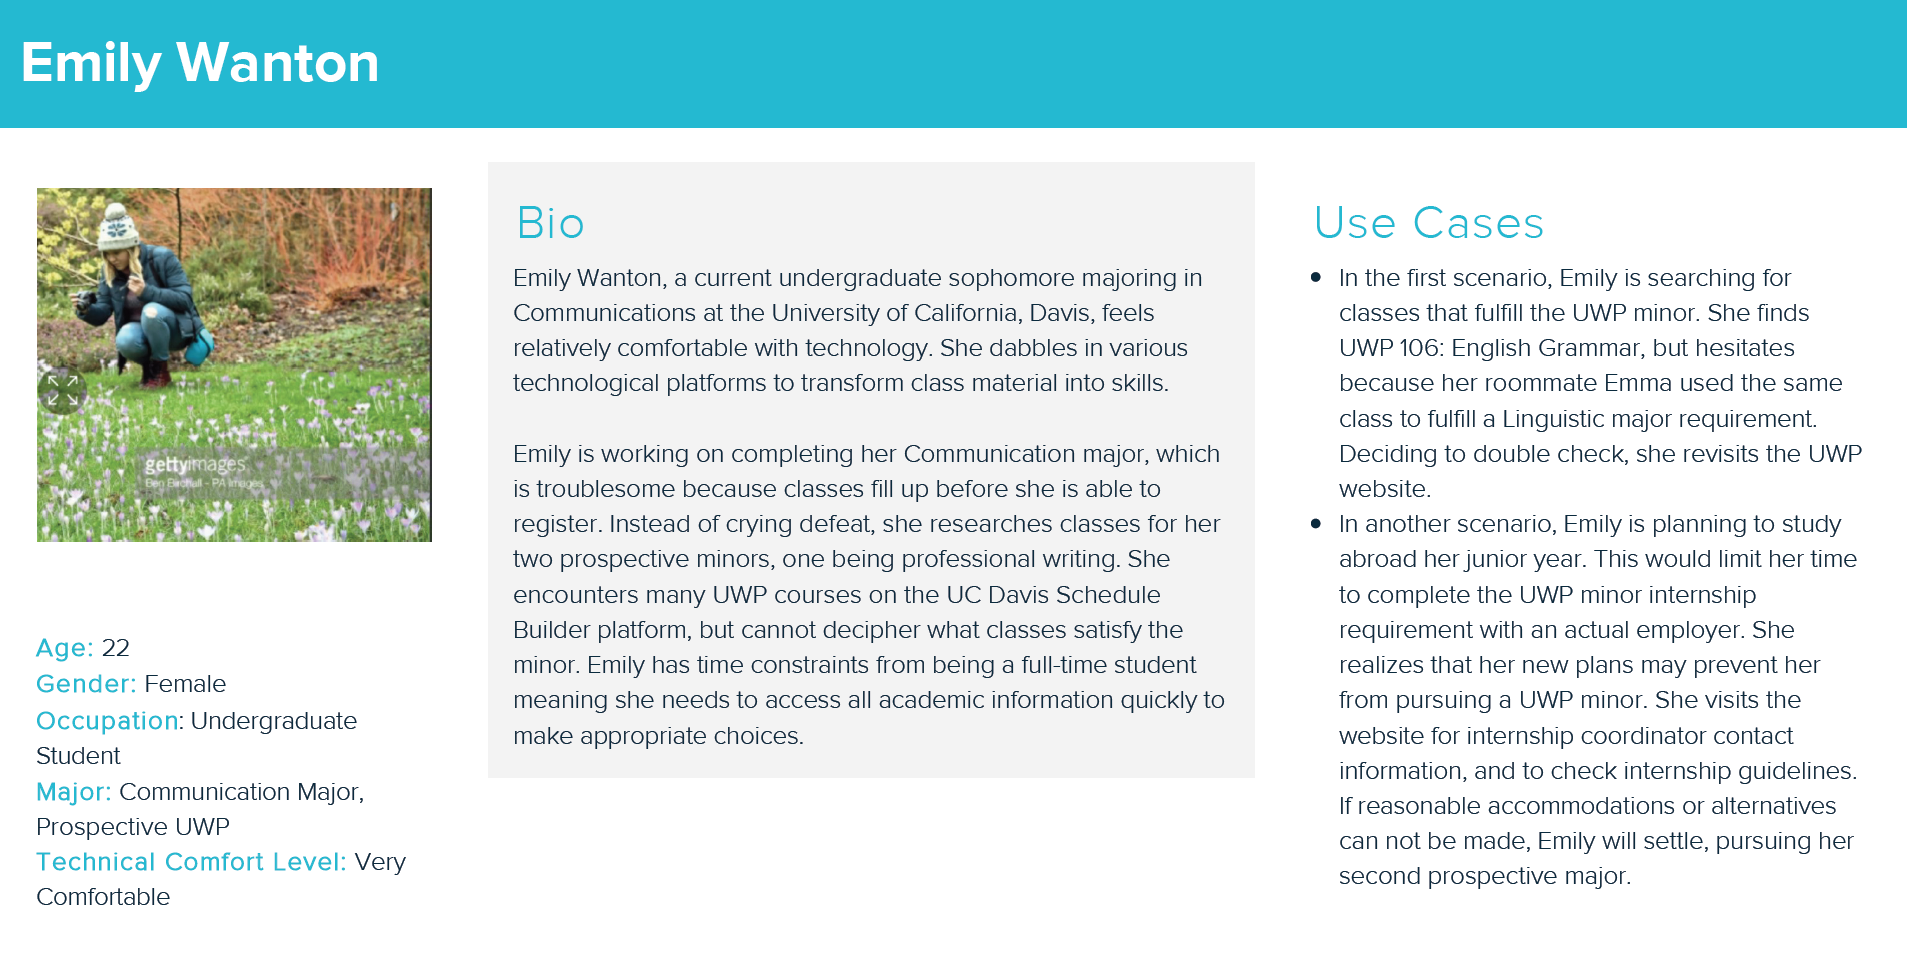 Emily Wanton
gettyimages
Ben Birchall - PA Images
Age: 22
Gender: Female
Occupation: Undergraduate
Student
Major: Communication Major,
Prospective UWP
Technical Comfort Level: Very
Comfortable
Bio
Emily Wanton, a current undergraduate sophomore majoring in
Communications at the University of California, Davis, feels
relatively comfortable with technology. She dabbles in various
technological platforms to transform class material into skills.
Emily is working on completing her Communication major, which
is troublesome because classes fill up before she is able to
register. Instead of crying defeat, she researches classes for her
two prospective minors, one being professional writing. She
encounters many UWP courses on the UC Davis Schedule
Builder platform, but cannot decipher what classes satisfy the
minor. Emily has time constraints from being a full-time student
meaning she needs to access all academic information quickly to
make appropriate choices.
Use Cases
• In the first scenario, Emily is searching for
classes that fulfill the UWP minor. She finds
UWP 106: English Grammar, but hesitates
because her roommate Emma used the same
class to fulfill a Linguistic major requirement.
Deciding to double check, she revisits the UWP
website.
• In another scenario, Emily is planning to study
abroad her junior year. This would limit her time
to complete the UWP minor internship
requirement with an actual employer. She
realizes that her new plans may prevent her
from pursuing a UWP minor. She visits the
website for internship coordinator contact
information, and to check internship guidelines.
If reasonable accommodations or alternatives
can not be made, Emily will settle, pursuing her
second prospective major.